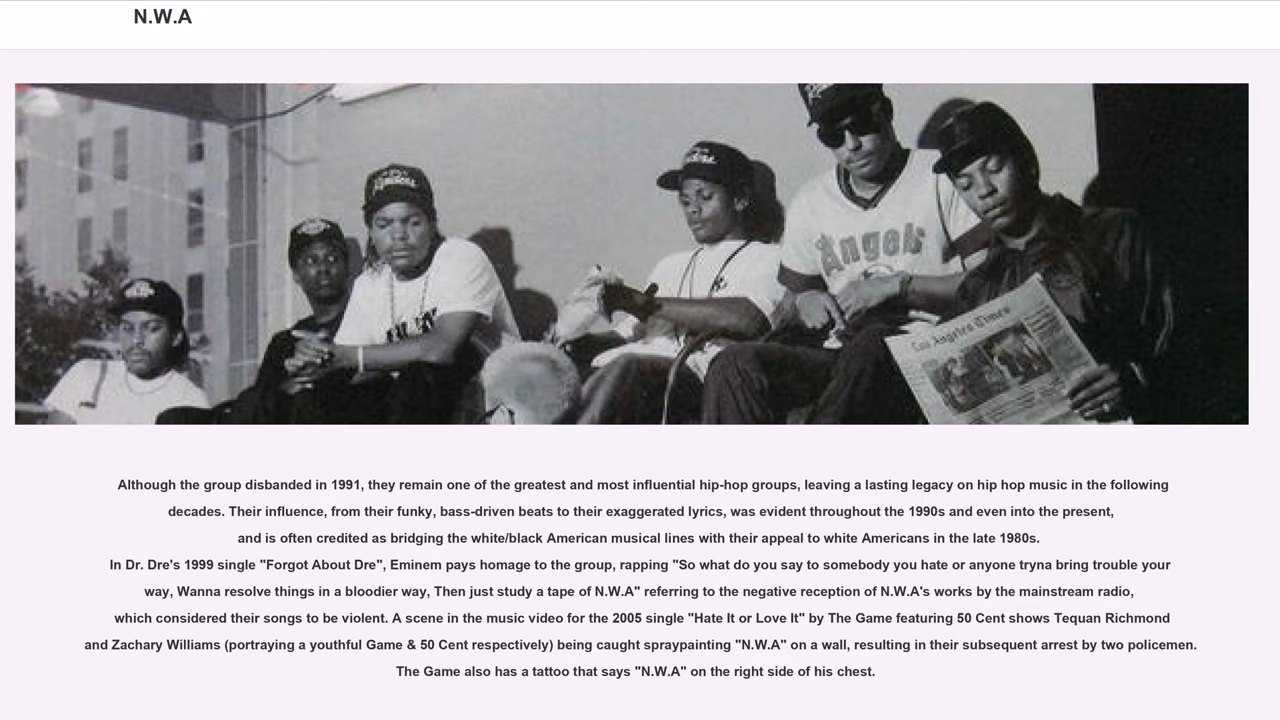 N.W.A
Raiders
Raiders
Angels
Los Angeles Times
Although the group disbanded in 1991, they remain one of the greatest and most influential hip-hop groups, leaving a lasting legacy on hip hop music in the following
decades. Their influence, from their funky, bass-driven beats to their exaggerated lyrics, was evident throughout the 1990s and even into the present,
and is often credited as bridging the white/black American musical lines with their appeal to white Americans in the late 1980s.
In Dr. Dre's 1999 single "Forgot About Dre", Eminem pays homage to the group, rapping "So what do you say to somebody you hate or anyone tryna bring trouble your
way, Wanna resolve things in a bloodier way, Then just study a tape of N.W.A" referring to the negative reception of N.W.A's works by the mainstream radio,
which considered their songs to be violent. A scene in the music video for the 2005 single "Hate It or Love It" by The Game featuring 50 Cent shows Tequan Richmond
and Zachary Williams (portraying a youthful Game & 50 Cent respectively) being caught spraypainting "N.W.A" on a wall, resulting in their subsequent arrest by two policemen.
The Game also has a tattoo that says "N.W.A" on the right side of his chest.